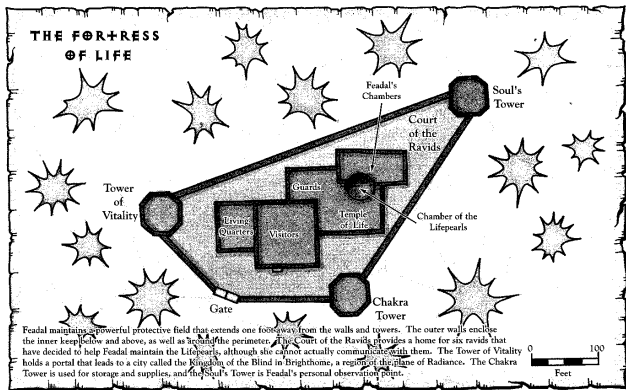 THE FORTRESS
OF LIFE
Feadal's
Chambers
Soul's
Tower
Court
of the
Ravids
Guards
Tower
of
Vitality
Temple
of Life
Chamber of the
Lifepearls
Living
Quarters
Visitors
Gate
Chakra
Tower
Feadal maintains a powerful protective field that extends one foot away from the walls and towers. The outer walls enclose
the inner keep below and above, as well as around the perimeter. The Court of the Ravids provides a home for six ravids that
have decided to help Feadal maintain the Lifepearls, although she cannot actually communicate with them. The Tower of Vitality
holds a portal that leads to a city called the Kingdom of the Blind in Brighthome, a region of the plane of Radiance. The Chakra
Tower is used for storage and supplies, and the Soul's Tower is Feadal's personal observation point.
0 100
Feet